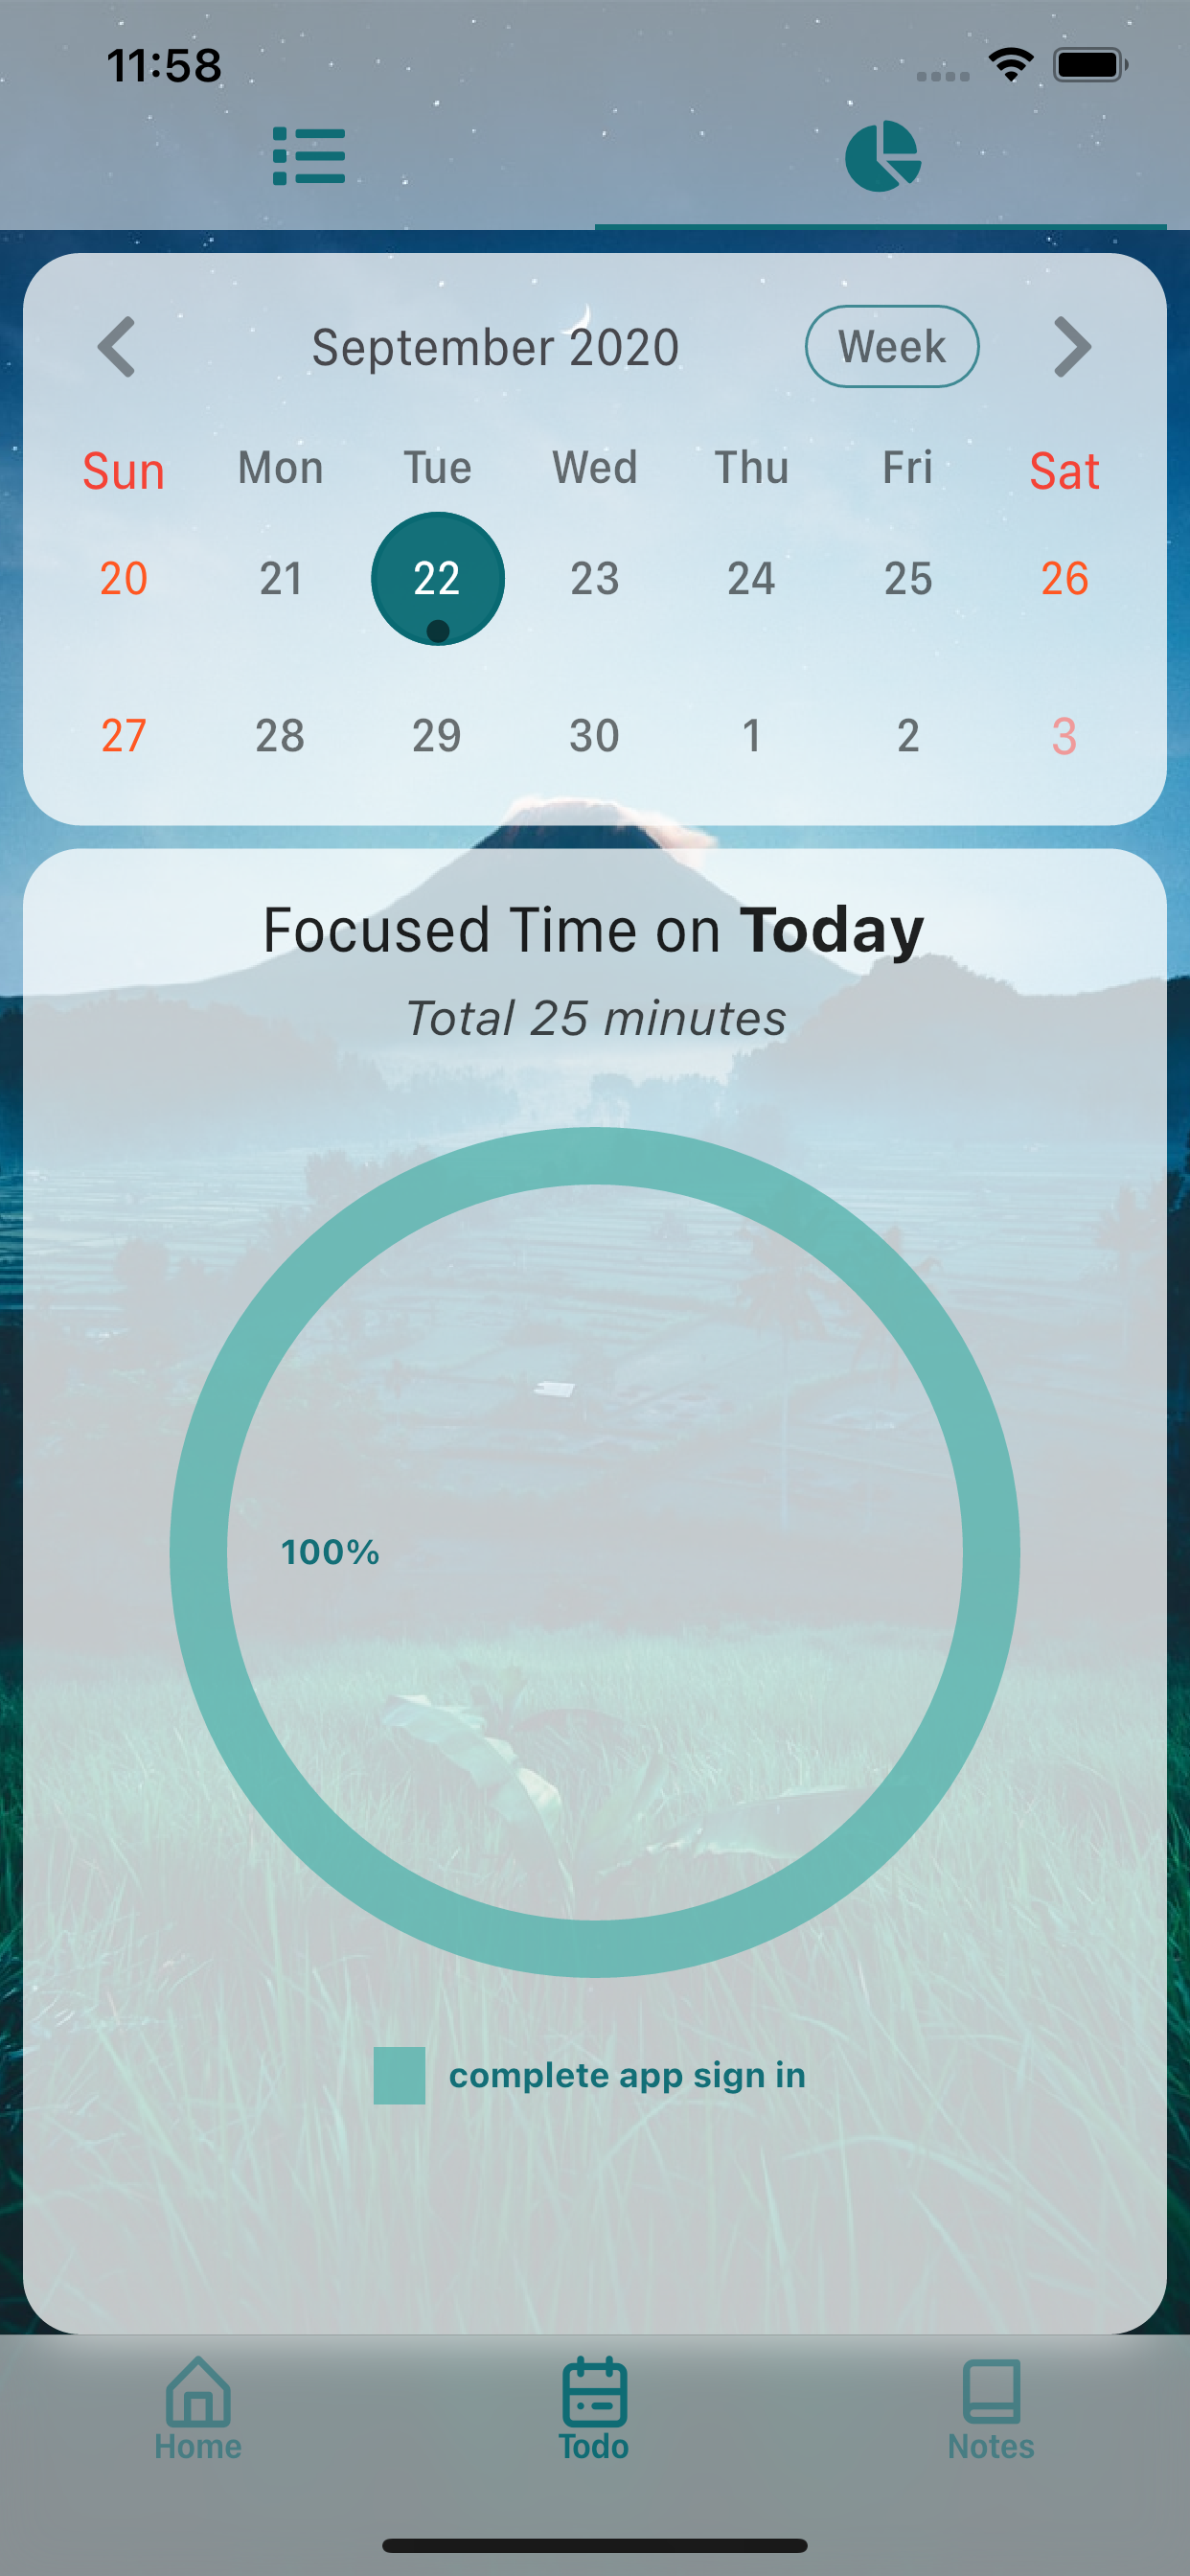 11:58
September 2020 Week
Sun Mon Tue Wed Thu Fri Sat
20 21 22 23 24 25 26
27 28 29 30 1 2 3
Focused Time on Today
Total 25 minutes
100%
complete app sign in
Home Todo Notes